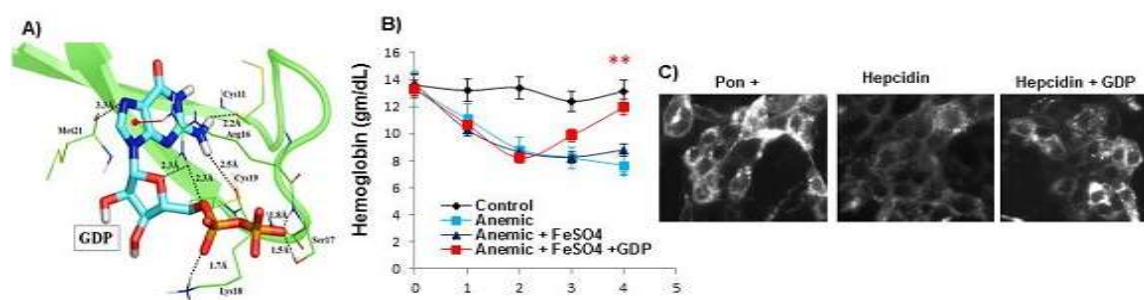 A)
3.3Å
Met21
Cys11
2.2Å
Arg16
2.3Å
2.5Å
2.3Å
Cys19
GDP
1.8Å
1.5Å
Ser17
1.7Å
Lys18
B)
Hemoglobin (gm/dL)
16
14
12
10
8
6
4
2
0
**
Control
Anemic
Anemic + FeSO4
Anemic + FeSO4 +GDP
0 1 2 3 4 5
C)
Pon + Hepcidin Hepcidin + GDP